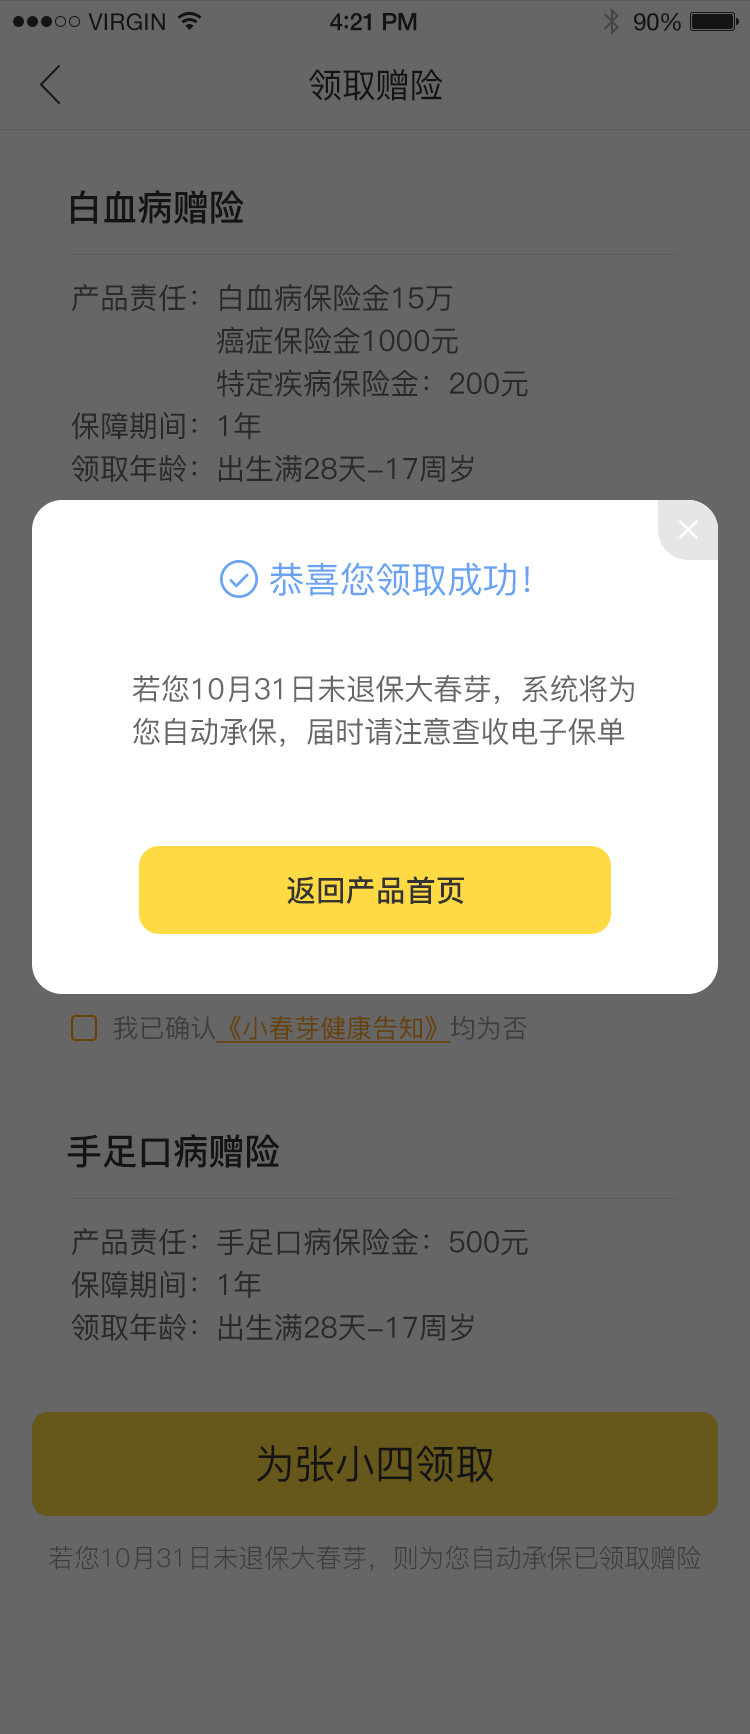 VIRGIN 4:21 PM 90%
领取赠险
白血病赠险
产品责任：白血病保险金15万
癌症保险金1000元
特定疾病保险金：200元
保障期间：1年
领取年龄：出生满28天-17周岁
恭喜您领取成功！
若您10月31日未退保大春芽，系统将为
您自动承保，届时请注意查收电子保单
返回产品首页
我已确认《小春芽健康告知》均为否
手足口病赠险
产品责任：手足口病保险金：500元
保障期间：1年
领取年龄：出生满28天-17周岁
为张小四领取
若您10月31日未退保大春芽，则为您自动承保已领取赠险